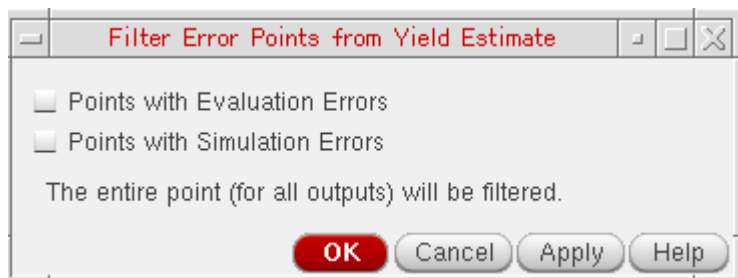 Filter Error Points from Yield Estimate
Points with Evaluation Errors
Points with Simulation Errors
The entire point (for all outputs) will be filtered.
OK Cancel Apply Help